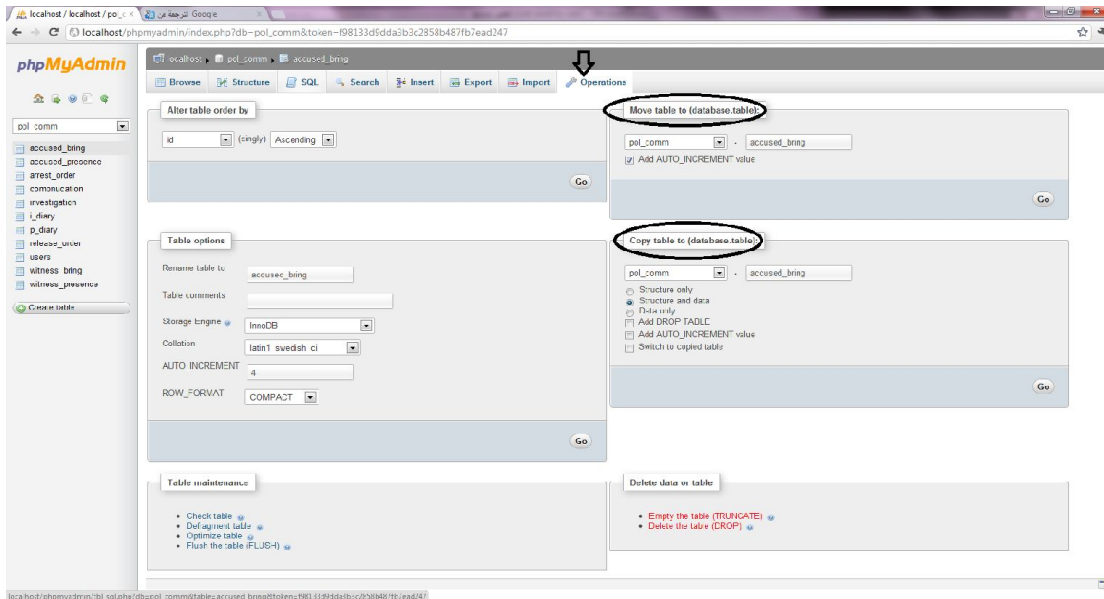 localhost / localhost / pol_c
ترجمة من Google
localhost/phpmyadmin/index.php?db=pol_comm&token=f98133d9dda3b3c2858b487fb7ead247
phpMyAdmin
localhost
pol_comm
accused_bring
Browse
Structure
SQL
Search
Insert
Export
Import
Operations
pol_comm
accused_bring
accused_presence
arrest_order
comonucation
investigation
i_diary
p_diary
release_order
users
witness_bring
witness_presence
Create table
Alter table order by
id
(singly)
Ascending
Go
Move table to (database.table):
pol_comm
.
accused_bring
Add AUTO_INCREMENT value
Go
Table options
Rename table to
accused_bring
Table comments
Storage Engine
InnoDB
Collation
latin1_swedish_ci
AUTO_INCREMENT
4
ROW_FORMAT
COMPACT
Go
Copy table to (database.table):
pol_comm
.
accused_bring
Structure only
Structure and data
Data only
Add DROP TABLE
Add AUTO_INCREMENT value
Switch to copied table
Go
Table maintenance
Check table
Defragment table
Optimize table
Flush the table (FLUSH)
Delete data or table
Empty the table (TRUNCATE)
Delete the table (DROP)